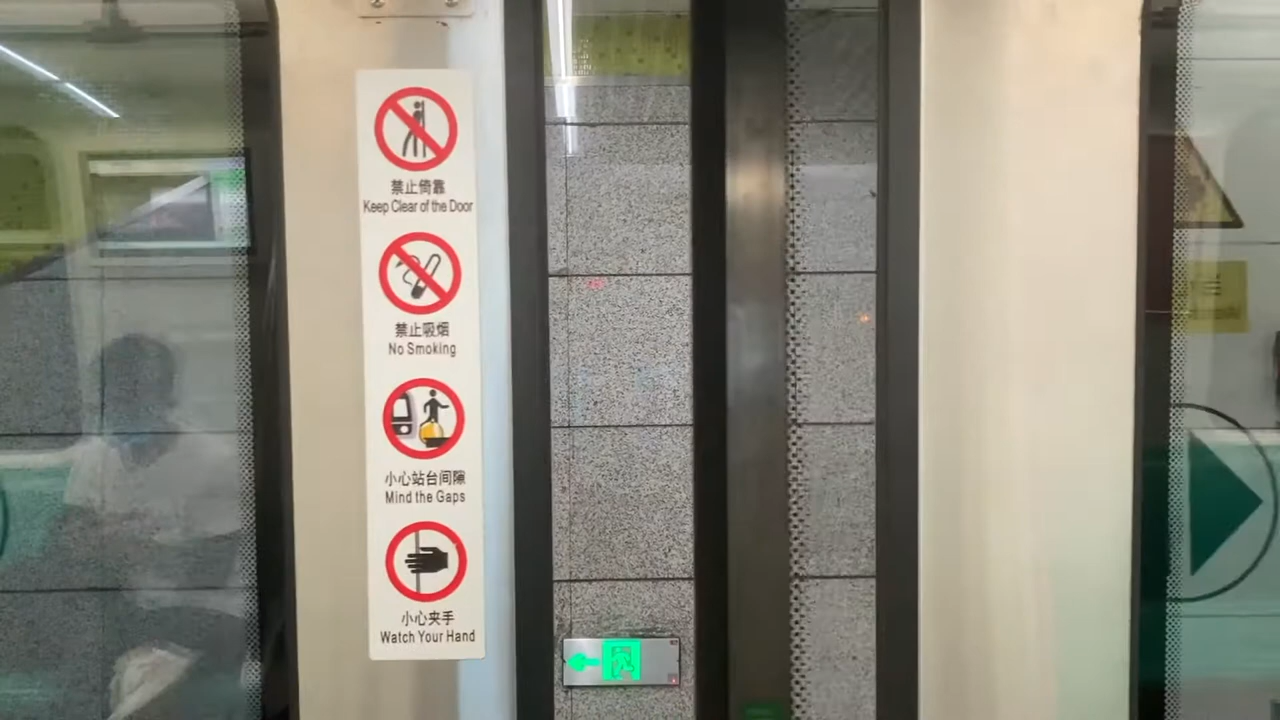 禁止倚靠
Keep Clear of the Door
禁止吸烟
No Smoking
小心站台间隙
Mind the Gaps
小心夹手
Watch Your Hand